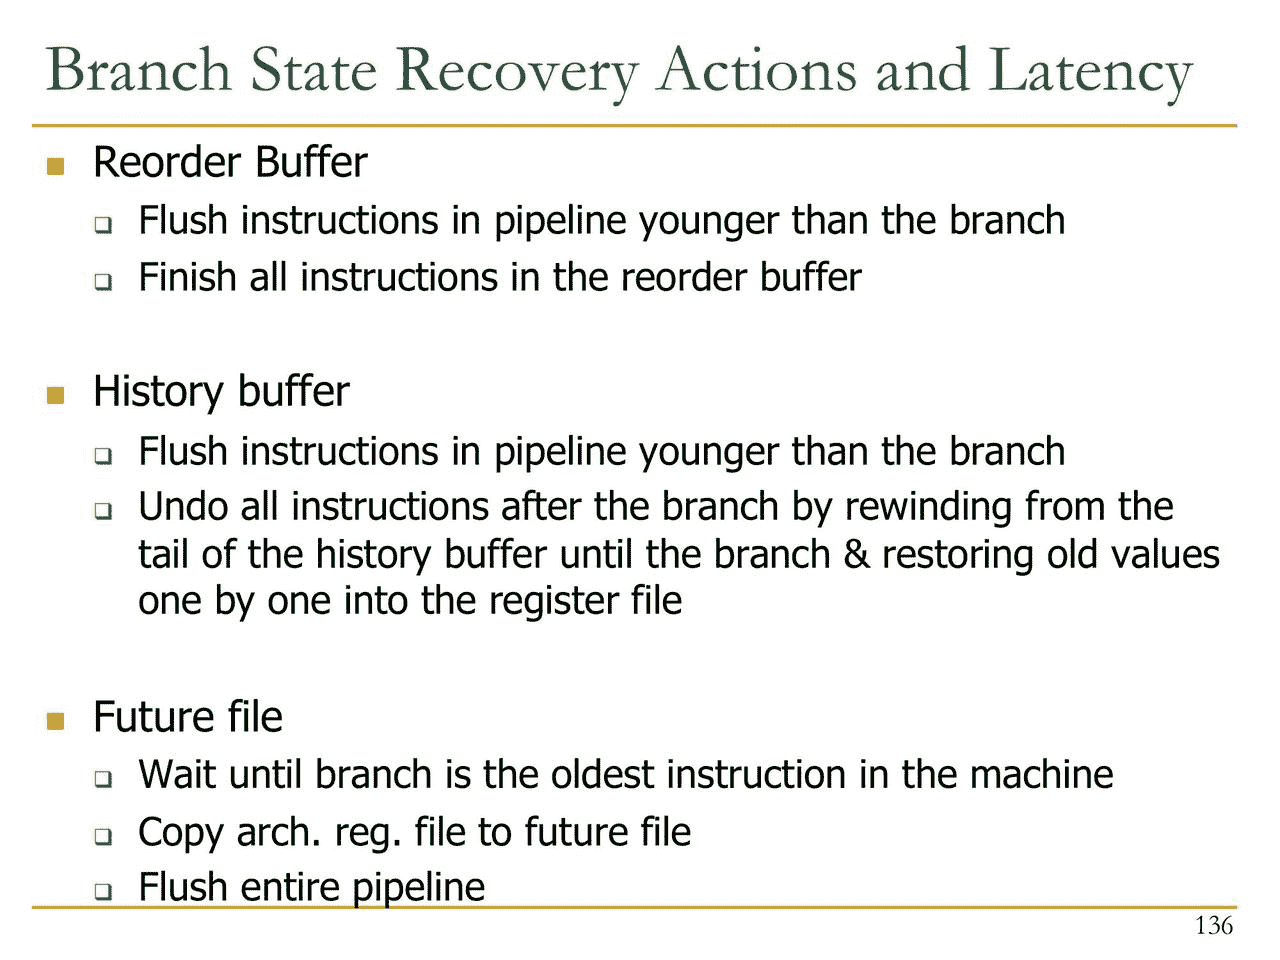 Branch State Recovery Actions and Latency
Reorder Buffer
Flush instructions in pipeline younger than the branch
Finish all instructions in the reorder buffer
History buffer
Flush instructions in pipeline younger than the branch
Undo all instructions after the branch by rewinding from the
tail of the history buffer until the branch & restoring old values
one by one into the register file
Future file
Wait until branch is the oldest instruction in the machine
Copy arch. reg. file to future file
Flush entire pipeline
136